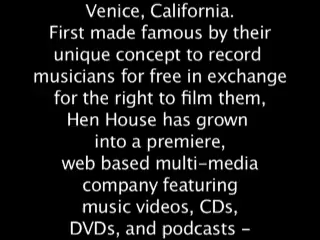 Venice, California.
First made famous by their
unique concept to record
musicians for free in exchange
for the right to film them,
Hen House has grown
into a premiere,
web based multi-media
company featuring
music videos, CDs,
DVDs, and podcasts -